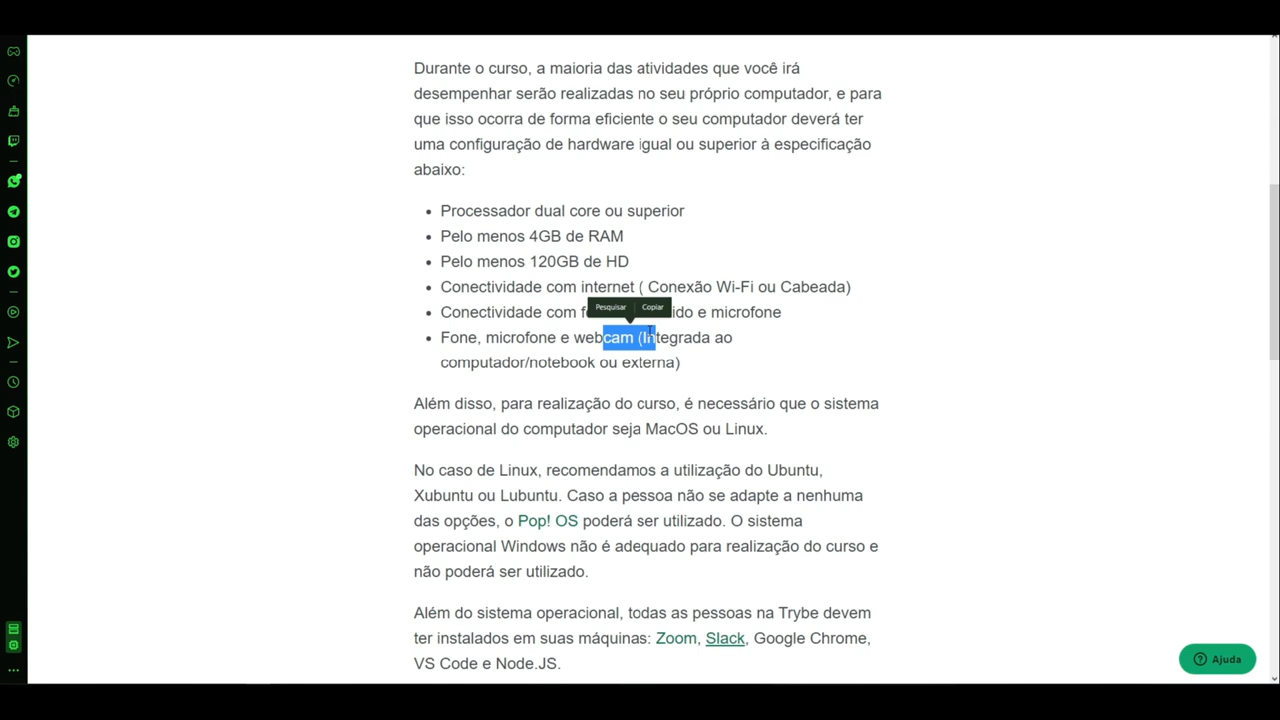 Durante o curso, a maioria das atividades que você irá
desempenhar serão realizadas no seu próprio computador, e para
que isso ocorra de forma eficiente o seu computador deverá ter
uma configuração de hardware igual ou superior à especificação
abaixo:
• Processador dual core ou superior
• Pelo menos 4GB de RAM
• Pelo menos 120GB de HD
• Conectividade com internet ( Conexão Wi-Fi ou Cabeada)
Pesquisar Copiar
• Conectividade com ido e microfone
• Fone, microfone e webcam (Integrada ao
computador/notebook ou externa)
Além disso, para realização do curso, é necessário que o sistema
operacional do computador seja MacOS ou Linux.
No caso de Linux, recomendamos a utilização do Ubuntu,
Xubuntu ou Lubuntu. Caso a pessoa não se adapte a nenhuma
das opções, o Pop! OS poderá ser utilizado. O sistema
operacional Windows não é adequado para realização do curso e
não poderá ser utilizado.
Além do sistema operacional, todas as pessoas na Trybe devem
ter instalados em suas máquinas: Zoom, Slack, Google Chrome,
VS Code e Node.JS.
Ajuda